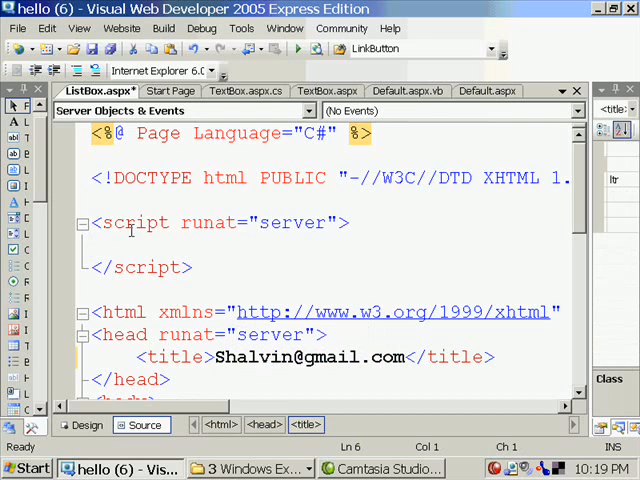 hello (6) - Visual Web Developer 2005 Express Edition
File Edit View Website Build Debug Tools Window Community Help
LinkButton
Internet Explorer 6.0
ListBox.aspx* Start Page TextBox.aspx.cs TextBox.aspx Default.aspx.vb Default.aspx
Server Objects & Events (No Events)
<%@ Page Language="C#" %>
<!DOCTYPE html PUBLIC "-//W3C//DTD XHTML 1.
<script runat="server">
</script>
<html xmlns="http://www.w3.org/1999/xhtml"
<head runat="server">
<title>Shalvin@gmail.com</title>
</head>
<title:
ltr
Class
Design Source <html> <head> <title>
Ready Ln 6 Col 1 Ch 1 INS
Start hello (6) - Vis... 3 Windows Ex... Camtasia Studio... 10:19 PM